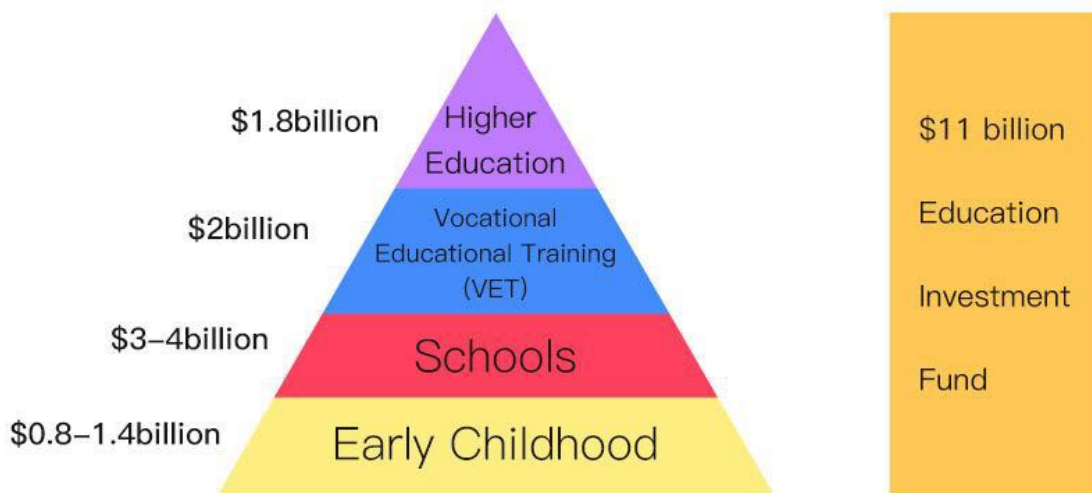 $1.8billion
Higher
Education
$2billion
Vocational
Educational Training
(VET)
$3–4billion
Schools
$0.8–1.4billion
Early Childhood
$11 billion
Education
Investment
Fund